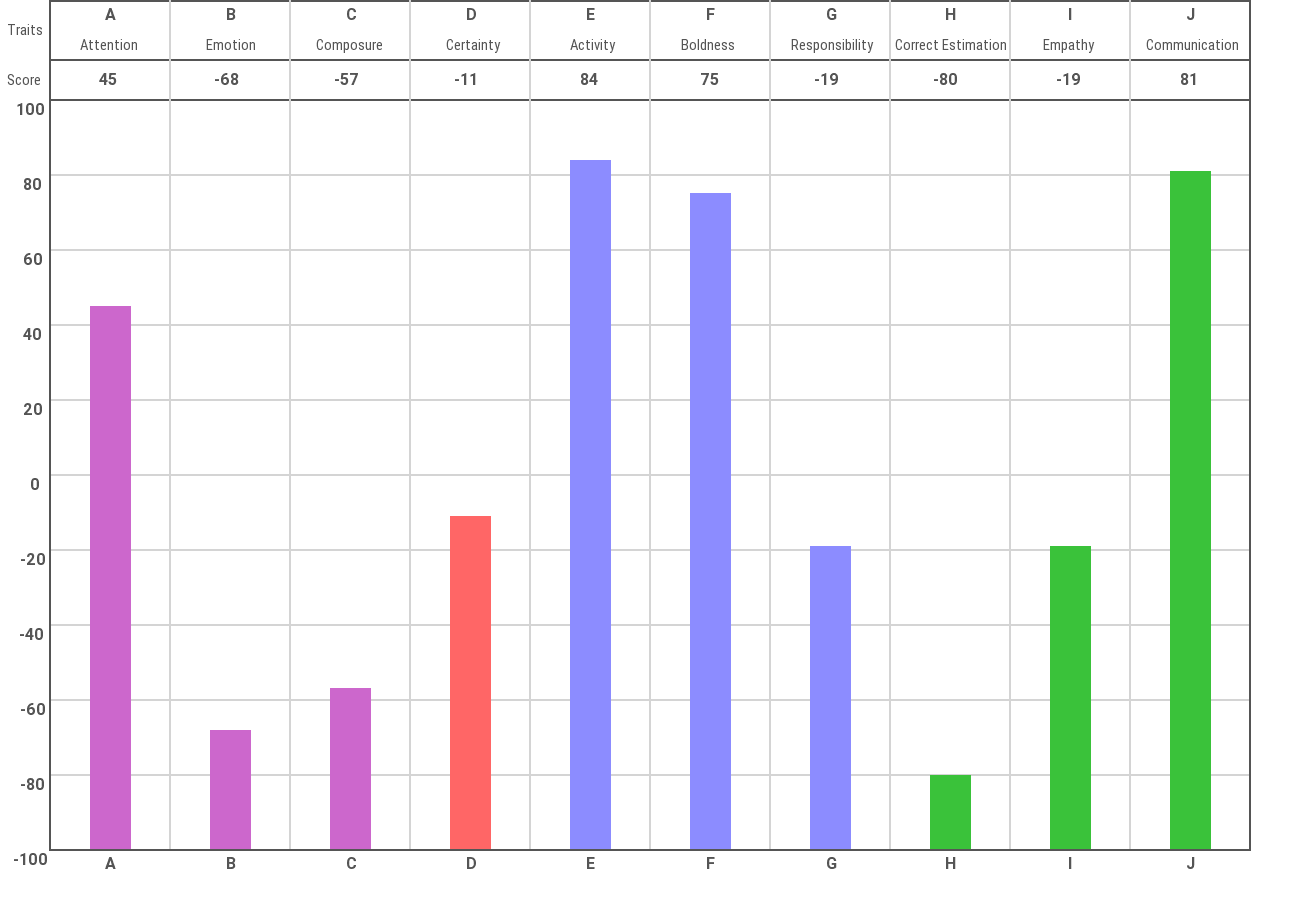 Traits A B C D E F G H I J
Attention Emotion Composure Certainty Activity Boldness Responsibility Correct Estimation Empathy Communication
Score 45 -68 -57 -11 84 75 -19 -80 -19 81
100
80
60
40
20
0
-20
-40
-60
-80
-100
A B C D E F G H I J